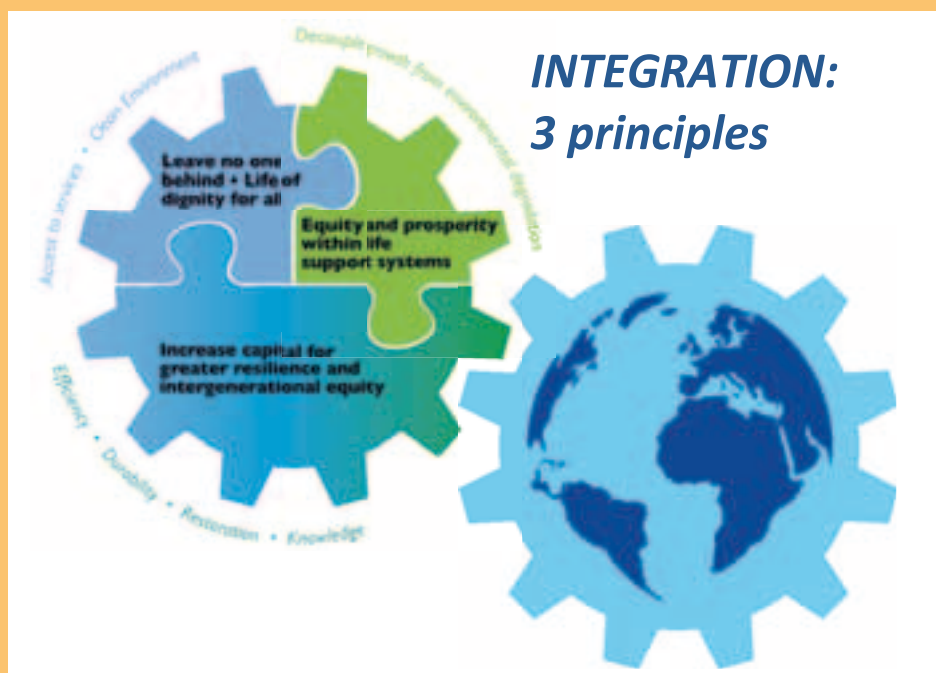 INTEGRATION:
3 principles
Access to services • Clean Environment
Decouple growth from environmental degradation
Leave no one
behind • Life of
dignity for all
Equity and prosperity
within life
support systems
Increase capital for
greater resilience and
intergenerational equity
Efficiency • Durability • Restoration • Knowledge